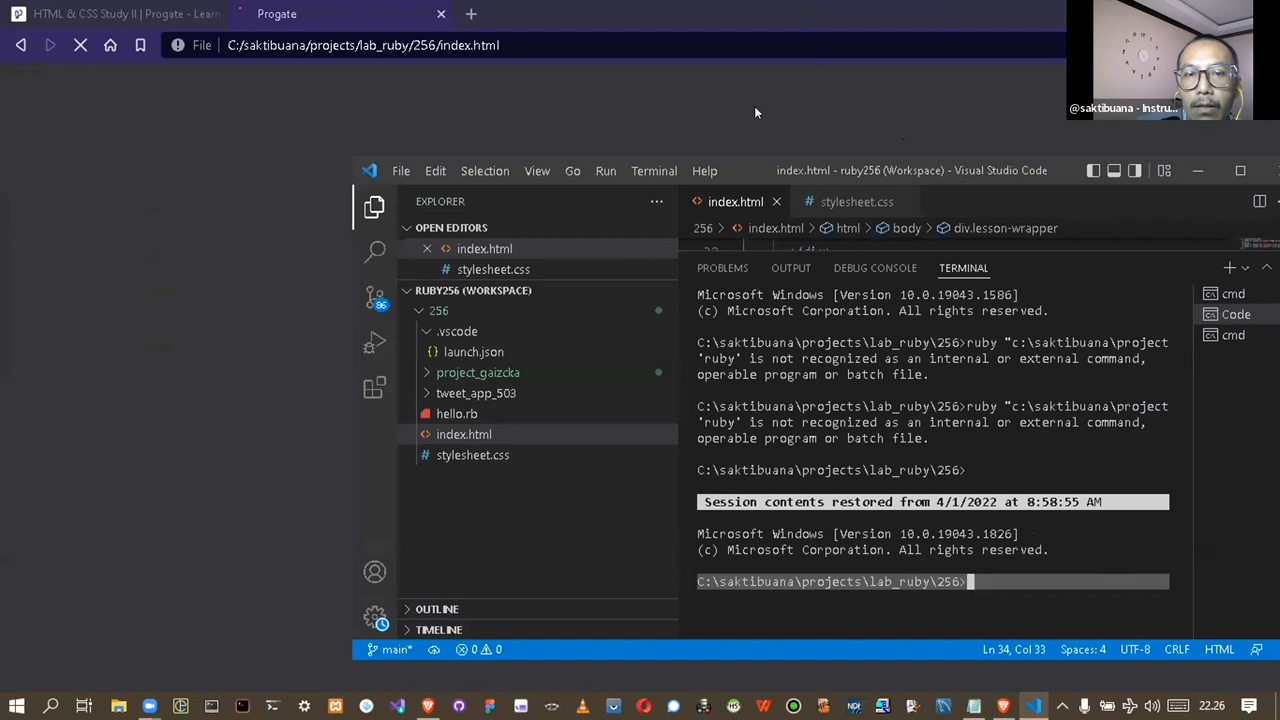 HTML & CSS Study II | Progate - Learn
Progate
File
C:/saktibuana/projects/lab_ruby/256/index.html
@saktibuana - Instru...
File Edit Selection View Go Run Terminal Help
index.html - ruby256 (Workspace) - Visual Studio Code
EXPLORER
OPEN EDITORS
index.html
stylesheet.css
RUBY256 (WORKSPACE)
256
.vscode
launch.json
project_gaizcka
tweet_app_503
hello.rb
index.html
stylesheet.css
OUTLINE
TIMELINE
86
index.html
stylesheet.css
256 > index.html > html > body > div.lesson-wrapper
PROBLEMS OUTPUT DEBUG CONSOLE TERMINAL
Microsoft Windows [Version 10.0.19043.1586]
(c) Microsoft Corporation. All rights reserved.
C:\saktibuana\projects\lab_ruby\256>ruby "c:\saktibuana\project
'ruby' is not recognized as an internal or external command,
operable program or batch file.
C:\saktibuana\projects\lab_ruby\256>ruby "c:\saktibuana\project
'ruby' is not recognized as an internal or external command,
operable program or batch file.
C:\saktibuana\projects\lab_ruby\256>
Session contents restored from 4/1/2022 at 8:58:55 AM
Microsoft Windows [Version 10.0.19043.1826]
(c) Microsoft Corporation. All rights reserved.
C:\saktibuana\projects\lab_ruby\256>
cmd
Code
cmd
main* 0 0
Ln 34, Col 33 Spaces: 4 UTF-8 CRLF HTML
22.26